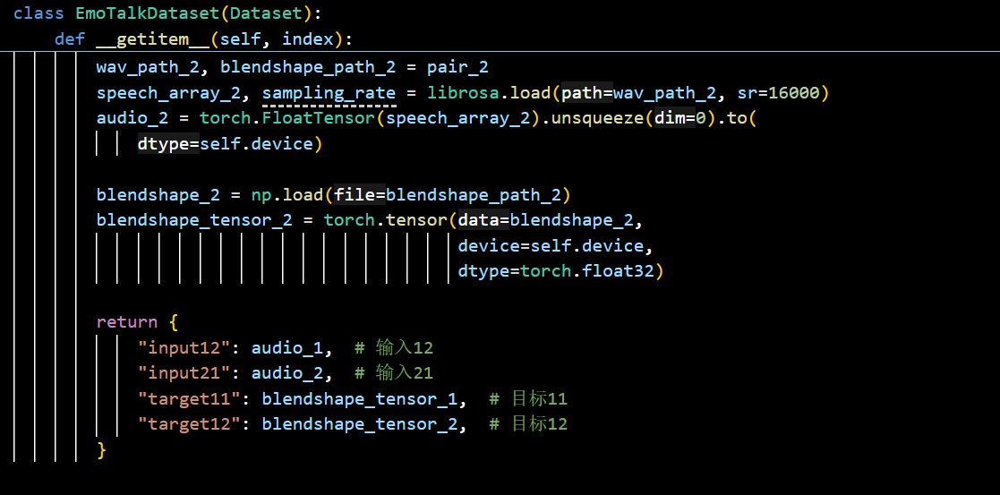 class EmoTalkDataset(Dataset):
    def __getitem__(self, index):
        wav_path_2, blendshape_path_2 = pair_2
        speech_array_2, sampling_rate = librosa.load(path=wav_path_2, sr=16000)
        audio_2 = torch.FloatTensor(speech_array_2).unsqueeze(dim=0).to(
            dtype=self.device)
        blendshape_2 = np.load(file=blendshape_path_2)
        blendshape_tensor_2 = torch.tensor(data=blendshape_2,
                                           device=self.device,
                                           dtype=torch.float32)
        return {
            "input12": audio_1,  # 输入12
            "input21": audio_2,  # 输入21
            "target11": blendshape_tensor_1,  # 目标11
            "target12": blendshape_tensor_2,  # 目标12
        }